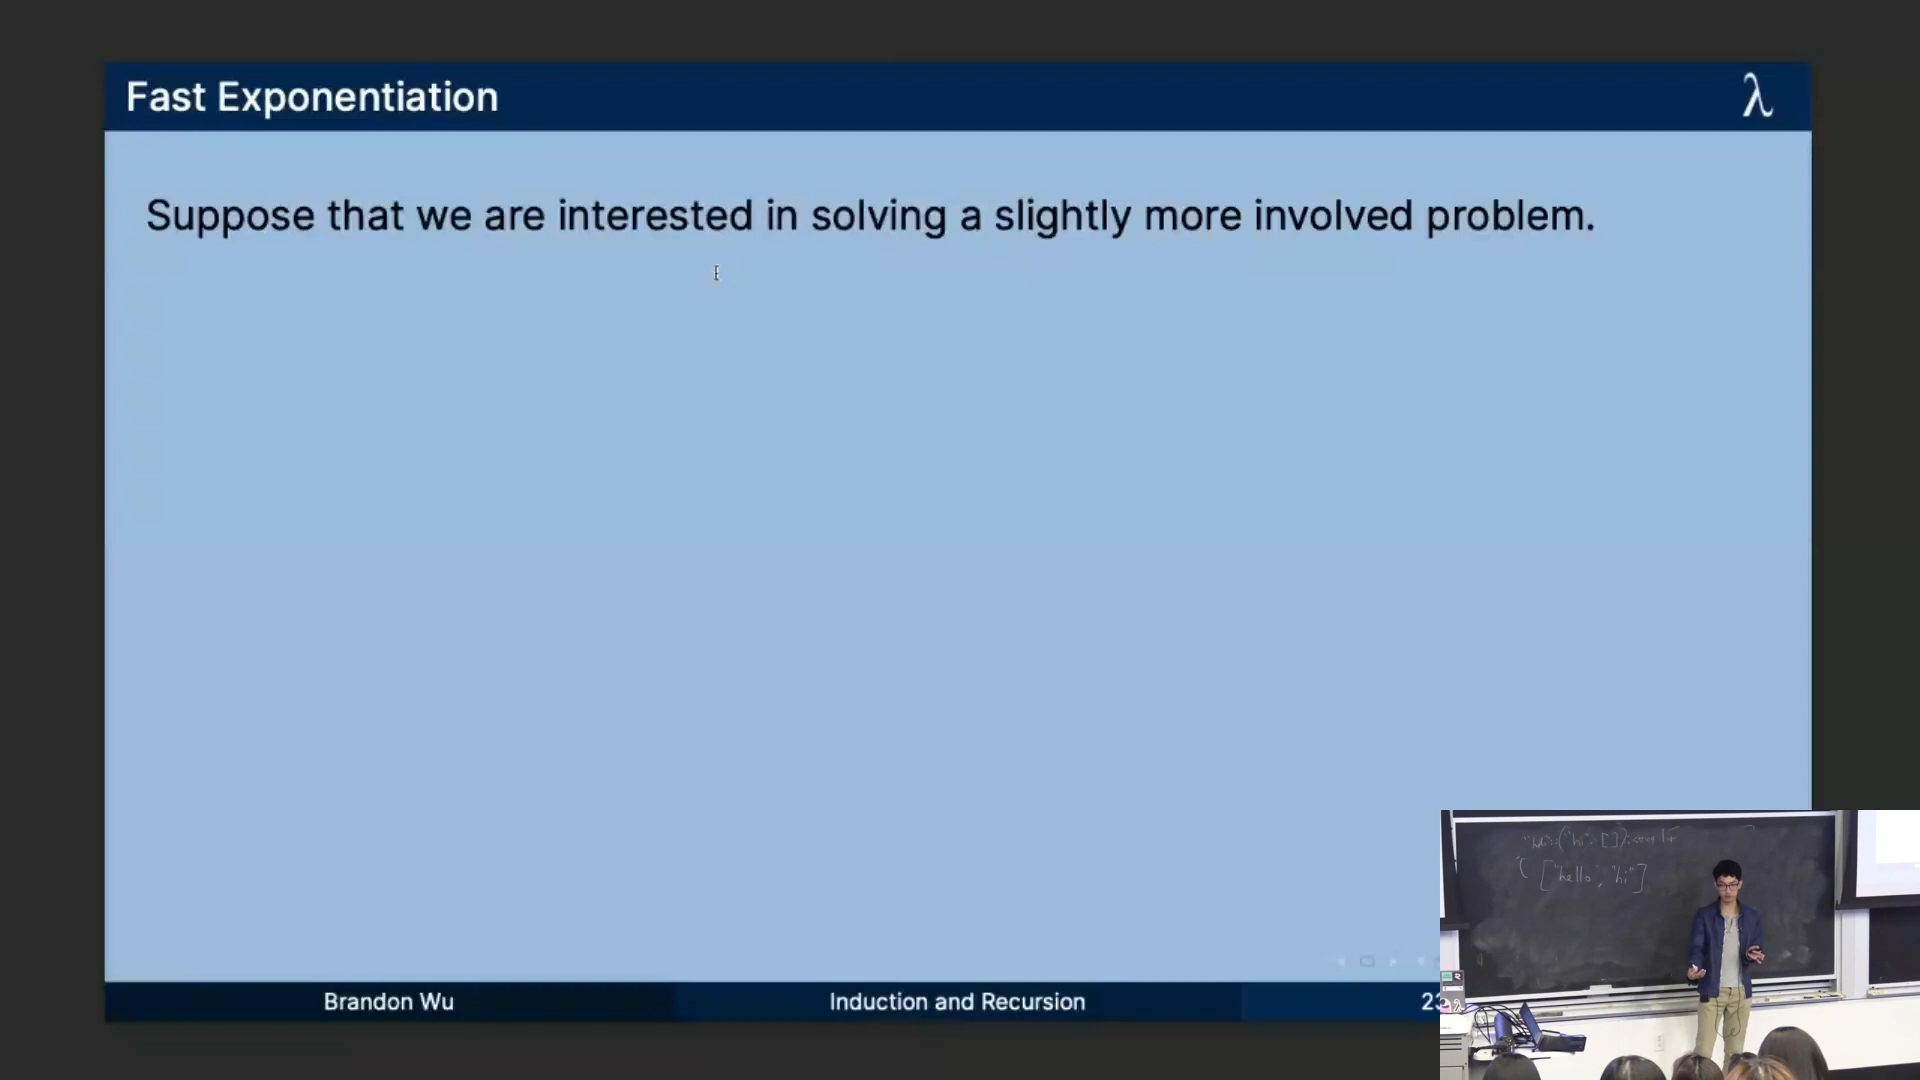 Fast Exponentiation
λ
Suppose that we are interested in solving a slightly more involved problem.
Brandon Wu
Induction and Recursion
23
["hello", "hi"]